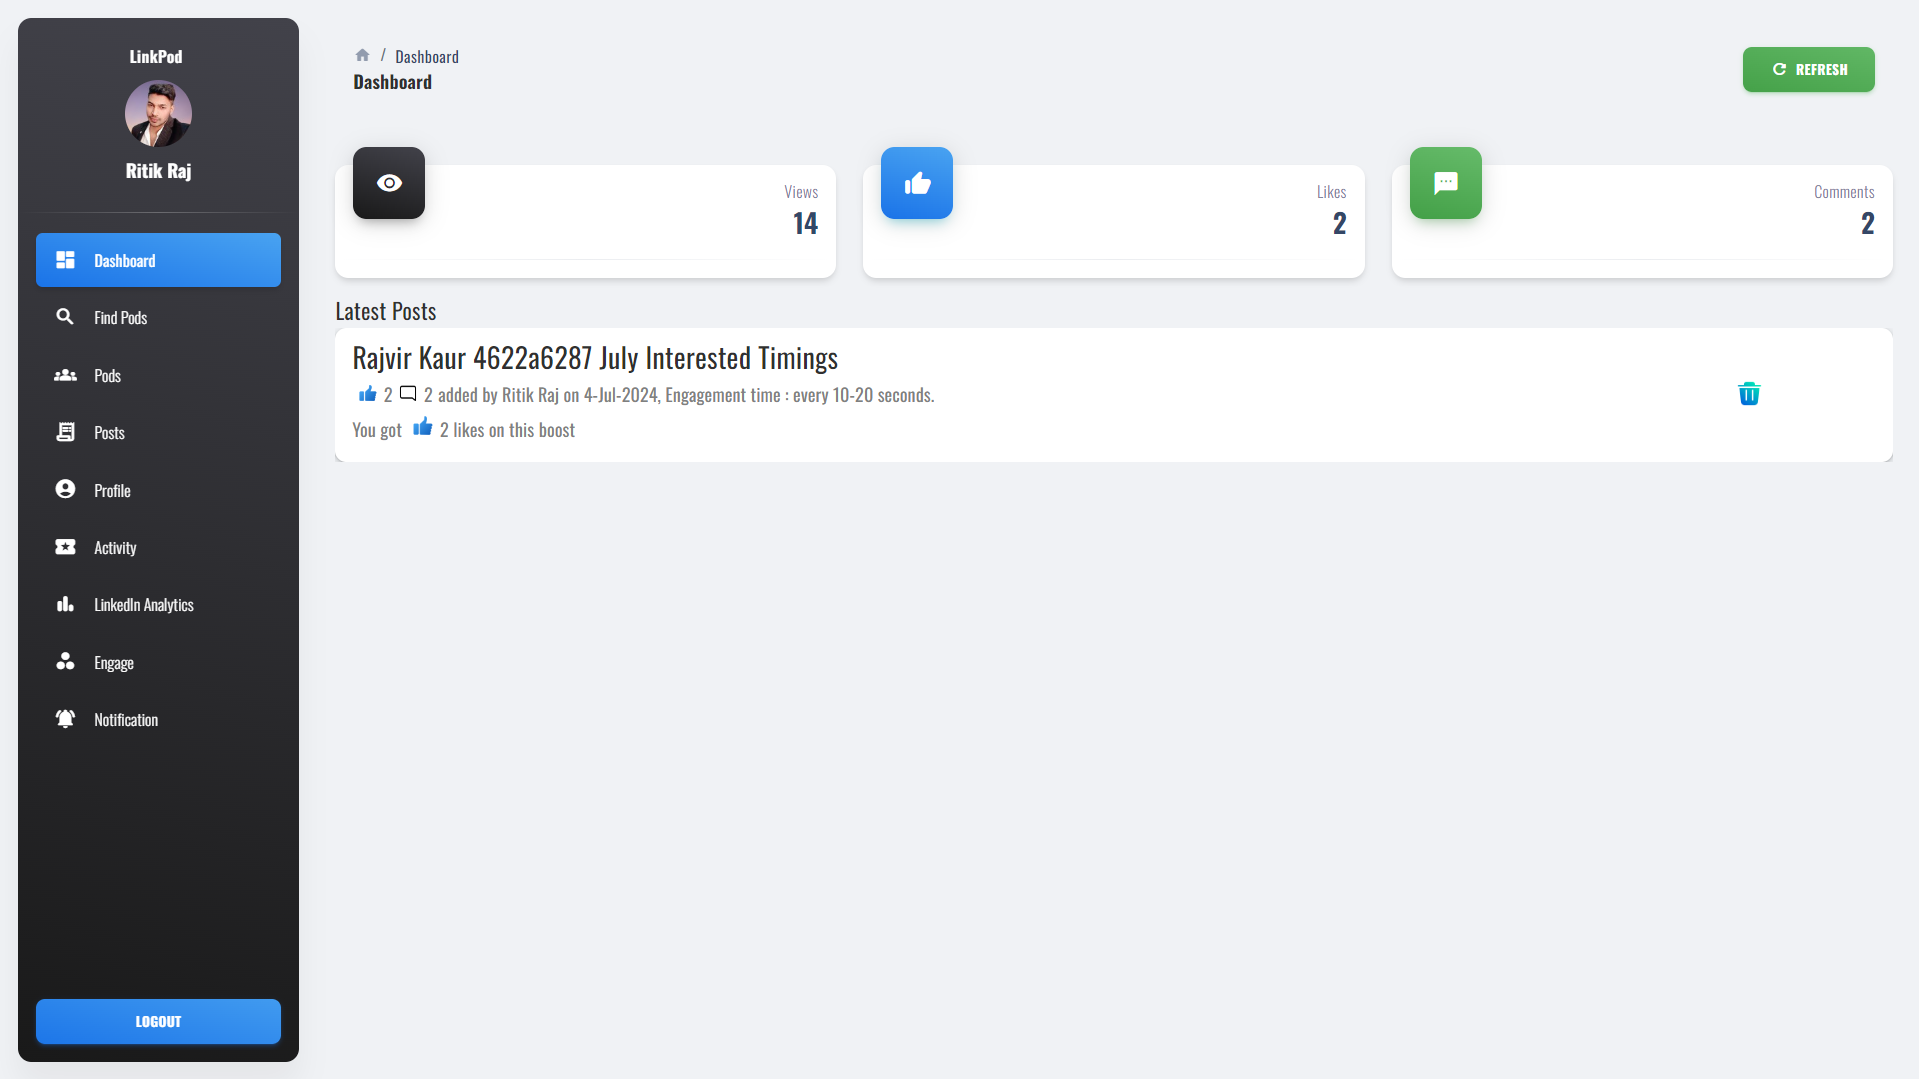 LinkPod
Ritik Raj
Dashboard
Find Pods
Pods
Posts
Profile
Activity
LinkedIn Analytics
Engage
Notification
LOGOUT
/ Dashboard
Dashboard
REFRESH
Views
14
Likes
2
Comments
2
Latest Posts
Rajvir Kaur 4622a6287 July Interested Timings
2 2 added by Ritik Raj on 4-Jul-2024, Engagement time : every 10-20 seconds.
You got 2 likes on this boost